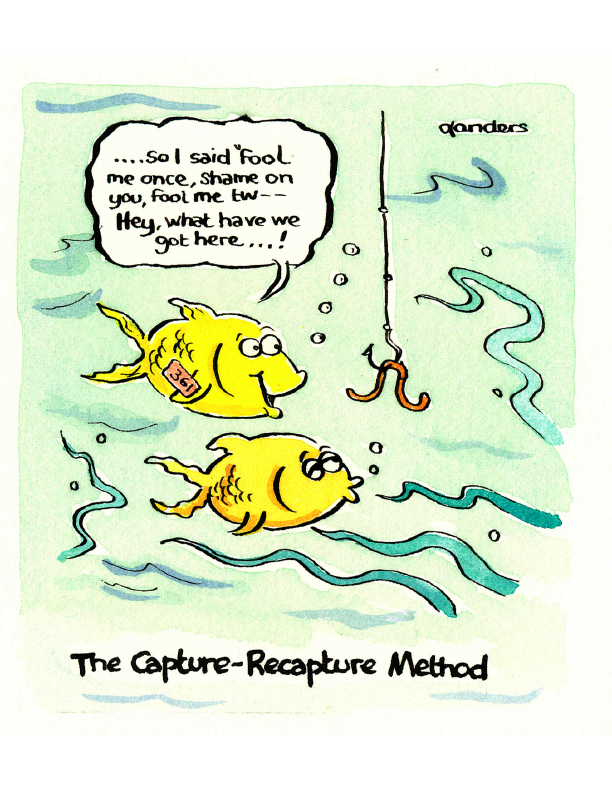 glanders
....So I said "Fool
me once, shame on
you, fool me tw--
Hey, what have we
got here...!
361
The Capture-Recapture Method